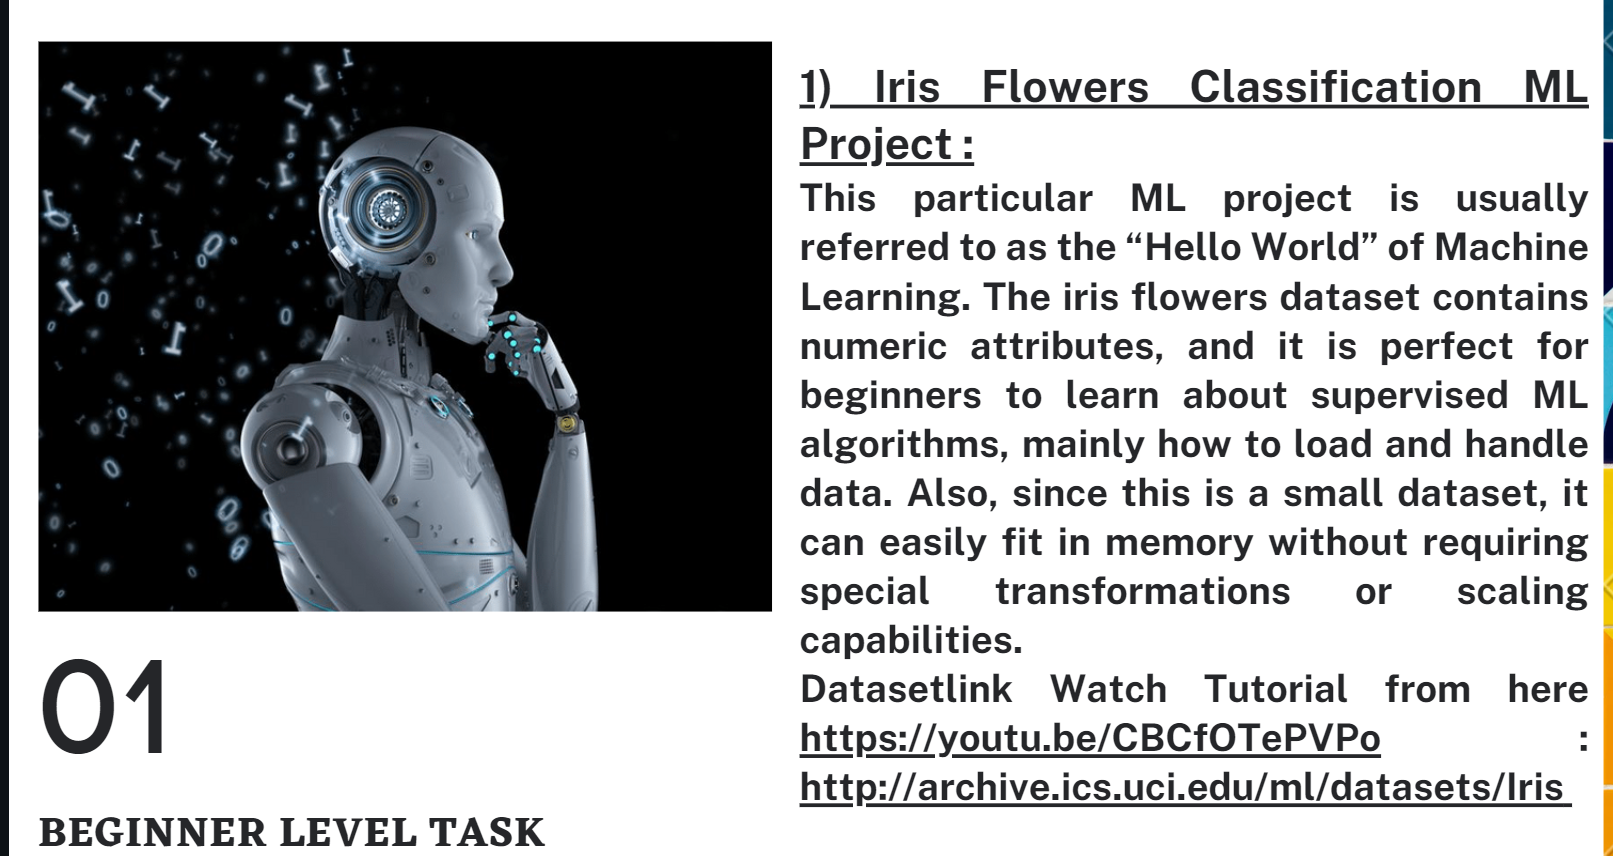 1) Iris Flowers Classification ML
Project :
This particular ML project is usually
referred to as the “Hello World” of Machine
Learning. The iris flowers dataset contains
numeric attributes, and it is perfect for
beginners to learn about supervised ML
algorithms, mainly how to load and handle
data. Also, since this is a small dataset, it
can easily fit in memory without requiring
special transformations or scaling
capabilities.
Datasetlink Watch Tutorial from here
https://youtu.be/CBCfOTePVPo :
http://archive.ics.uci.edu/ml/datasets/Iris
01
BEGINNER LEVEL TASK